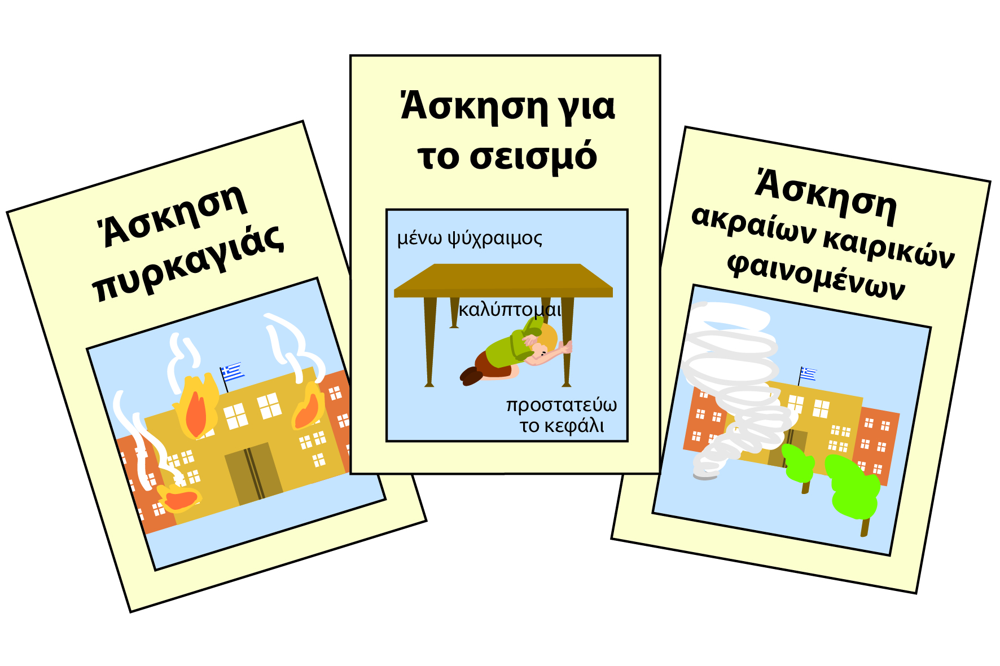 Άσκηση
πυρκαγιάς
Άσκηση για
το σεισμό
μένω ψύχραιμος
καλύπτομαι
προστατεύω
το κεφάλι
Άσκηση
ακραίων καιρικών
φαινομένων